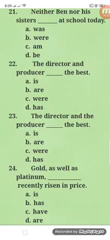 21. Neither Ben nor his
sisters ______ at school today.
a. was
b. were
c. am
d. be
22. The director and
producer _____ the best.
a. is
b. are
c. were
d. has
23. The director and the
producer _____ the best.
a. is
b. are
c. were
d. has
24. Gold, as well as
platinum, __________
recently risen in price.
a. is
b. has
c. have
d. are